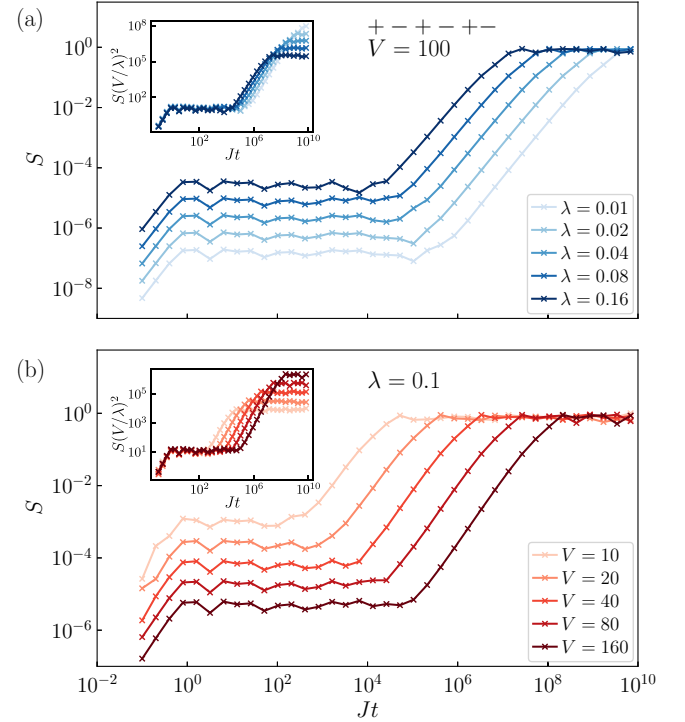 (a)
+ − + − +−
V = 100
S
10^0
10^−2
10^−4
10^−6
10^−8
S(V/λ)^2
10^8
10^5
10^2
10^2 10^6 10^10
Jt
λ = 0.01
λ = 0.02
λ = 0.04
λ = 0.08
λ = 0.16
(b)
λ = 0.1
S
10^0
10^−2
10^−4
10^−6
S(V/λ)^2
10^5
10^3
10^1
10^2 10^6 10^10
Jt
V = 10
V = 20
V = 40
V = 80
V = 160
10^−2 10^0 10^2 10^4 10^6 10^8 10^10
Jt